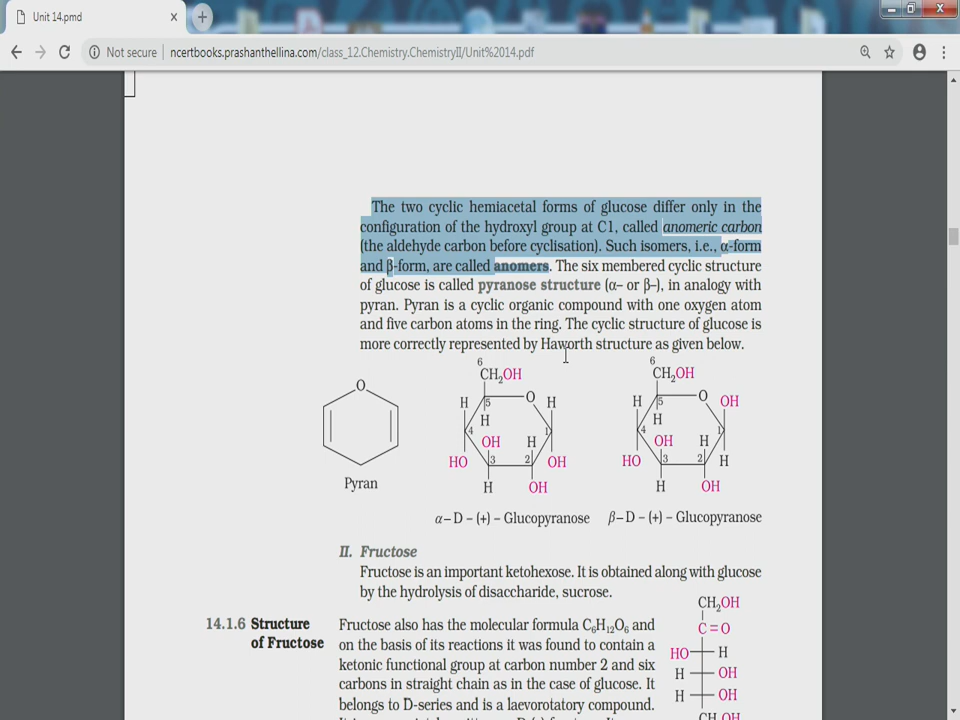 Unit 14.pmd
Not secure | ncertbooks.prashanthellina.com/class_12.Chemistry.ChemistryII/Unit%2014.pdf
The two cyclic hemiacetal forms of glucose differ only in the
configuration of the hydroxyl group at C1, called anomeric carbon
(the aldehyde carbon before cyclisation). Such isomers, i.e., α-form
and β-form, are called anomers. The six membered cyclic structure
of glucose is called pyranose structure (α– or β–), in analogy with
pyran. Pyran is a cyclic organic compound with one oxygen atom
and five carbon atoms in the ring. The cyclic structure of glucose is
more correctly represented by Haworth structure as given below.
O
Pyran
6
CH₂OH
H 5 O H
H
4 OH H 1
HO 3 2 OH
H OH
α– D – (+) – Glucopyranose
6
CH₂OH
H 5 O OH
H
4 OH H 1
HO 3 2 H
H OH
β– D – (+) – Glucopyranose
II. Fructose
Fructose is an important ketohexose. It is obtained along with glucose
by the hydrolysis of disaccharide, sucrose.
14.1.6 Structure
of Fructose
Fructose also has the molecular formula C₆H₁₂O₆ and
on the basis of its reactions it was found to contain a
ketonic functional group at carbon number 2 and six
carbons in straight chain as in the case of glucose. It
belongs to D-series and is a laevorotatory compound.
CH₂OH
C=O
HO H
H OH
H OH
CH₂OH